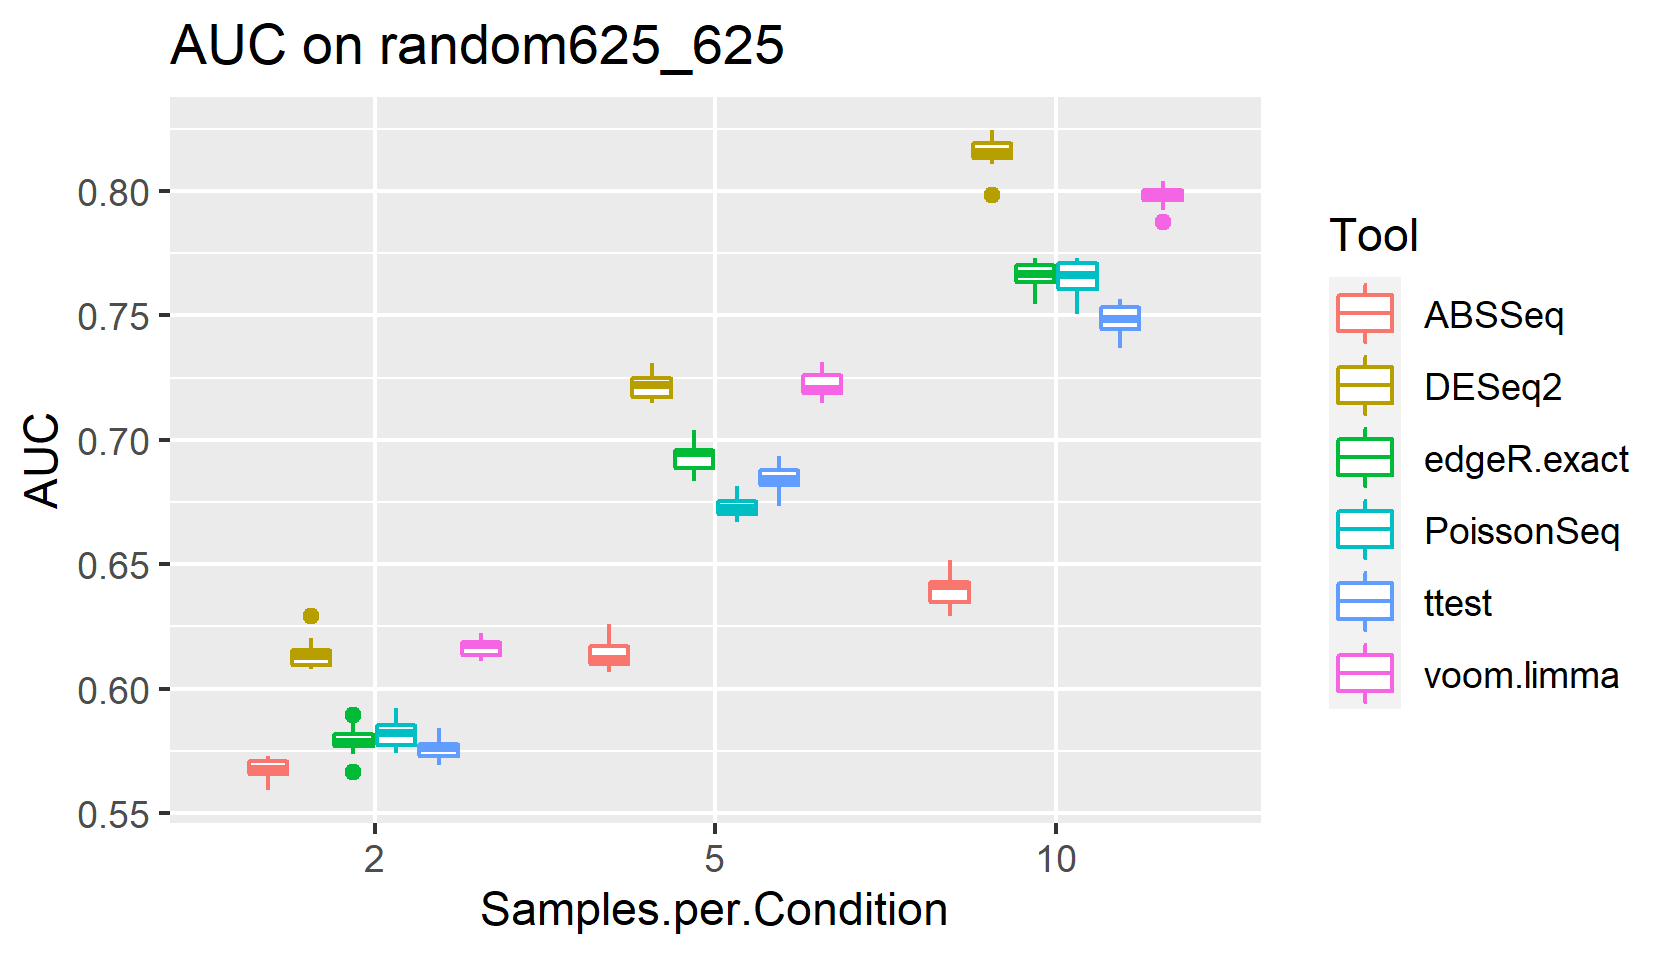 AUC on random625_625
AUC
0.80
0.75
0.70
0.65
0.60
0.55
2 5 10
Samples.per.Condition
Tool
ABSSeq
DESeq2
edgeR.exact
PoissonSeq
ttest
voom.limma